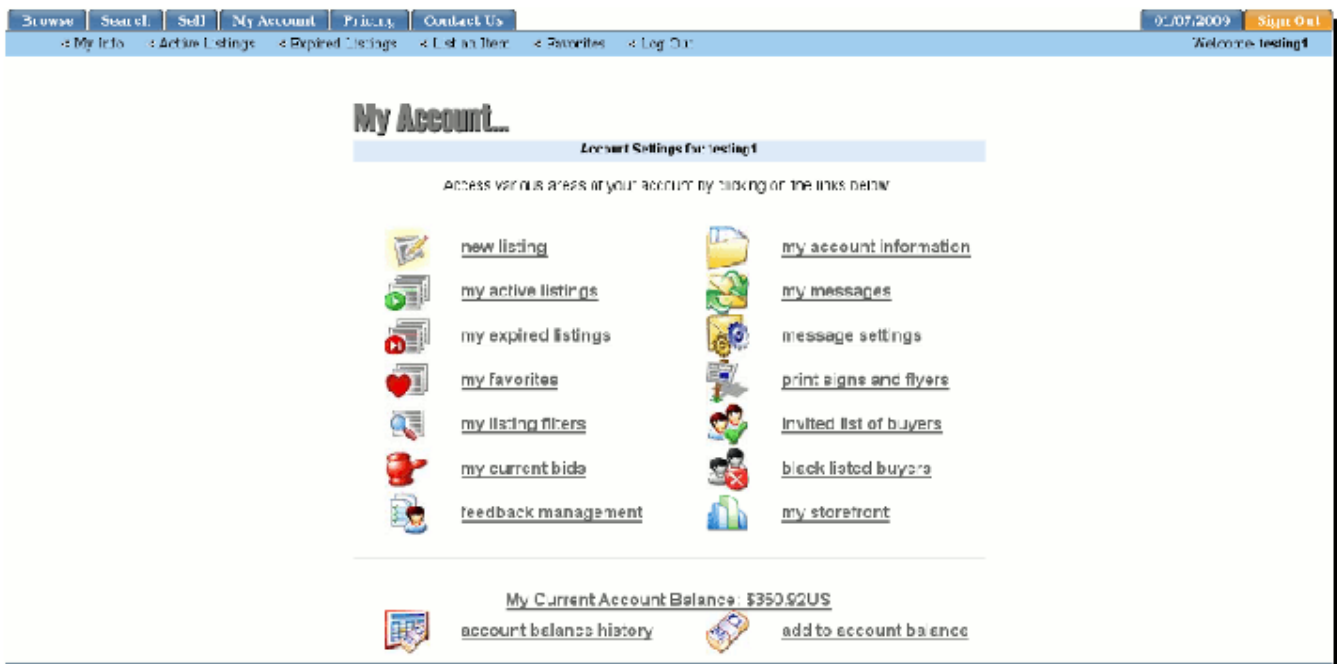 Browse Search Sell My Account Pricing Contact Us 01/07/2009 Sign Out
< My Info < Active Listings < Expired Listings < List an Item < Favorites < Log Out Welcome testing1
My Account...
Account Settings for testing1
Access various areas of your account by clicking on the links below
new listing my account information
my active listings my messages
my expired listings message settings
my favorites print signs and flyers
my listing filters invited list of buyers
my current bids black listed buyers
feedback management my storefront
My Current Account Balance: $350.92US
account balance history add to account balance